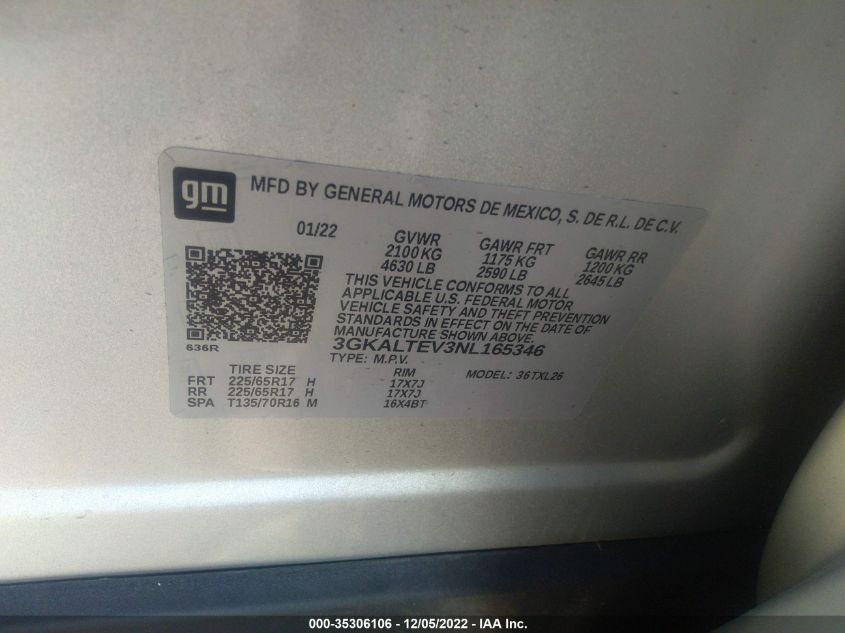 gm
MFD BY GENERAL MOTORS DE MEXICO, S. DE R.L. DE C.V.
01/22 GVWR GAWR FRT GAWR RR
2100 KG 1175 KG 1200 KG
4630 LB 2590 LB 2645 LB
THIS VEHICLE CONFORMS TO ALL
APPLICABLE U.S. FEDERAL MOTOR
VEHICLE SAFETY AND THEFT PREVENTION
STANDARDS IN EFFECT ON THE DATE OF
MANUFACTURE SHOWN ABOVE.
636R 3GKALTEV3NL165346
TYPE: M.P.V. MODEL: 36TXL26
TIRE SIZE RIM
FRT 225/65R17 H 17X7J
RR 225/65R17 H 17X7J
SPA T135/70R16 M 16X4BT
000-35306106 - 12/05/2022 - IAA Inc.